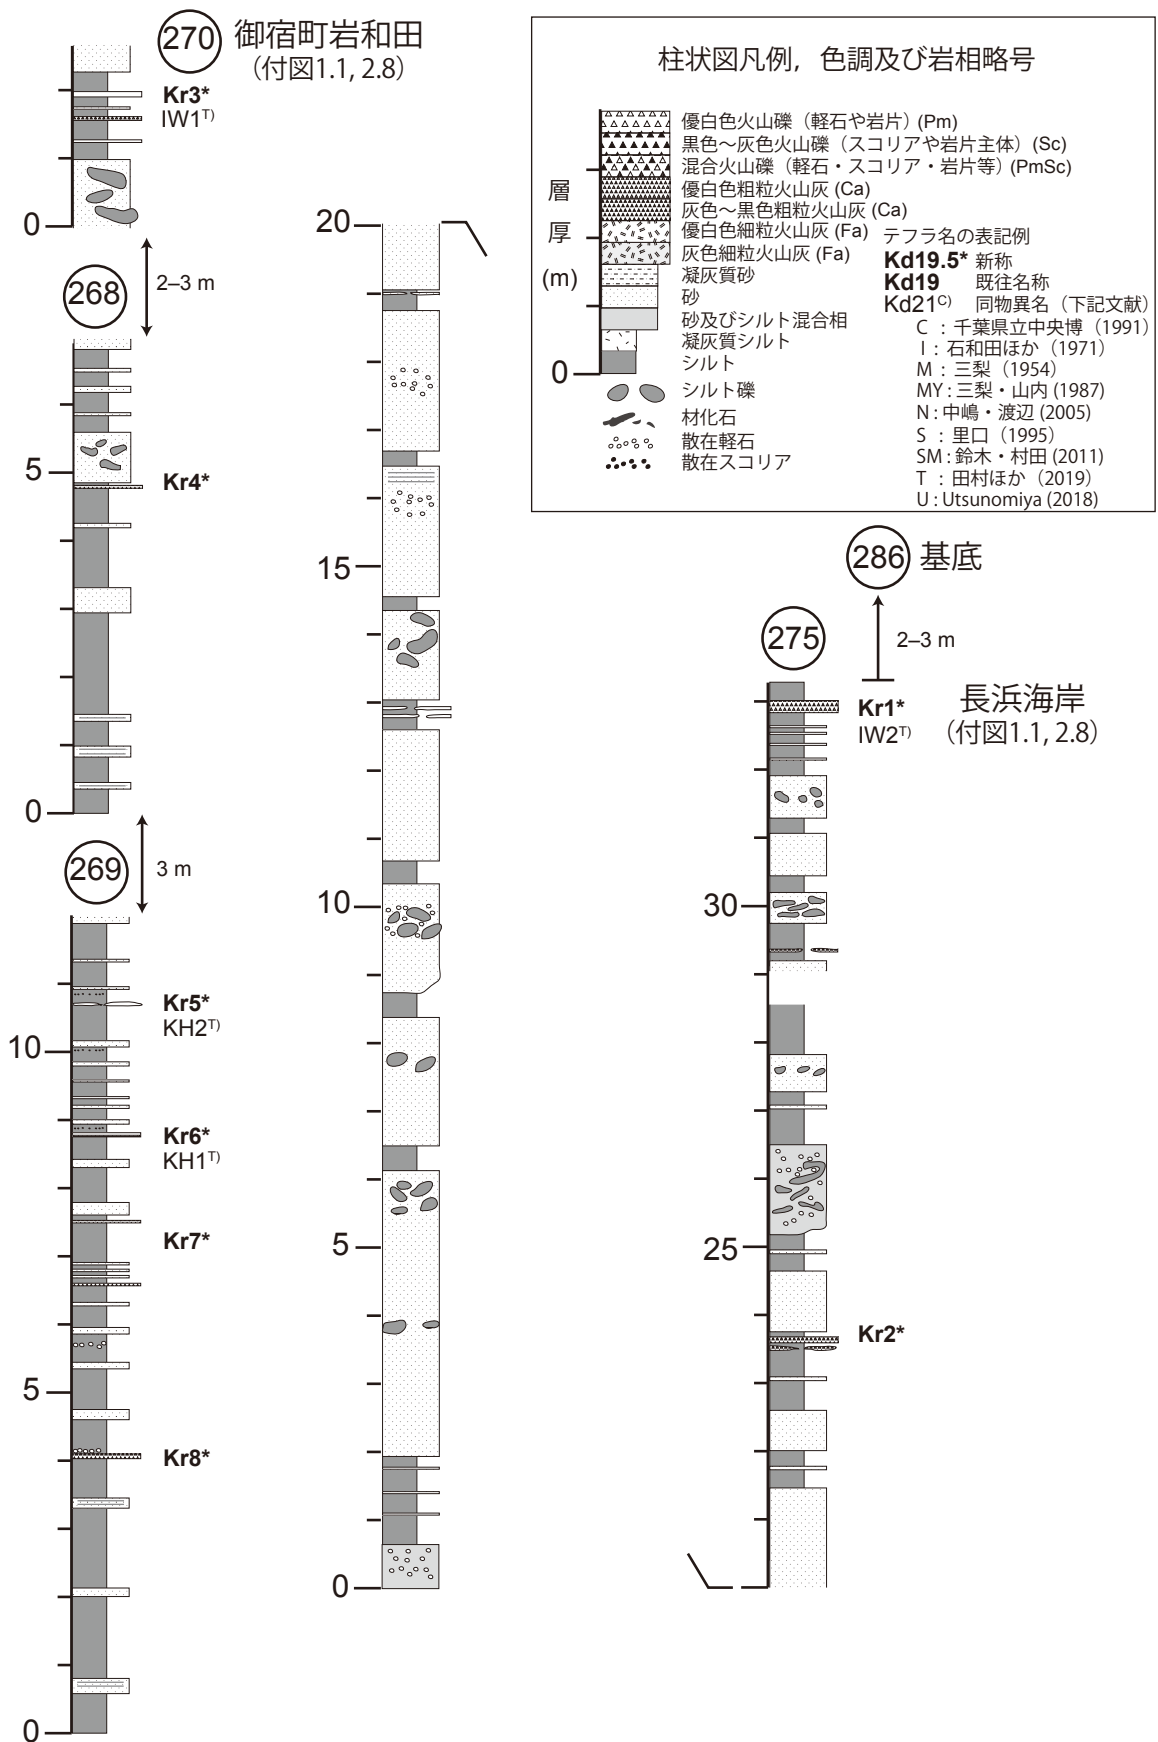 270 御宿町岩和田
（付図1.1, 2.8）
Kr3*
IW1T)
0
2–3 m
268
5
Kr4*
0
3 m
269
Kr5*
KH2T)
10
Kr6*
KH1T)
Kr7*
5
Kr8*
0
20
15
10
5
0
柱状図凡例，色調及び岩相略号
優白色火山礫（軽石や岩片）(Pm)
黒色～灰色火山礫（スコリアや岩片主体）(Sc)
混合火山礫（軽石・スコリア・岩片等）(PmSc)
優白色粗粒火山灰 (Ca)
灰色～黒色粗粒火山灰 (Ca)
優白色細粒火山灰 (Fa)
灰色細粒火山灰 (Fa)
凝灰質砂
砂
砂及びシルト混合相
凝灰質シルト
シルト
シルト礫
材化石
散在軽石
散在スコリア
層
厚
(m)
0
テフラ名の表記例
Kd19.5* 新称
Kd19 既往名称
Kd21C) 同物異名（下記文献）
C ：千葉県立中央博（1991）
I：石和田ほか（1971）
M：三梨（1954）
MY：三梨・山内 (1987)
N：中嶋・渡辺 (2005)
S ：里口（1995）
SM：鈴木・村田 (2011)
T ：田村ほか（2019）
U：Utsunomiya (2018)
286 基底
2–3 m
275
長浜海岸
（付図1.1, 2.8）
Kr1*
IW2T)
30
25
Kr2*